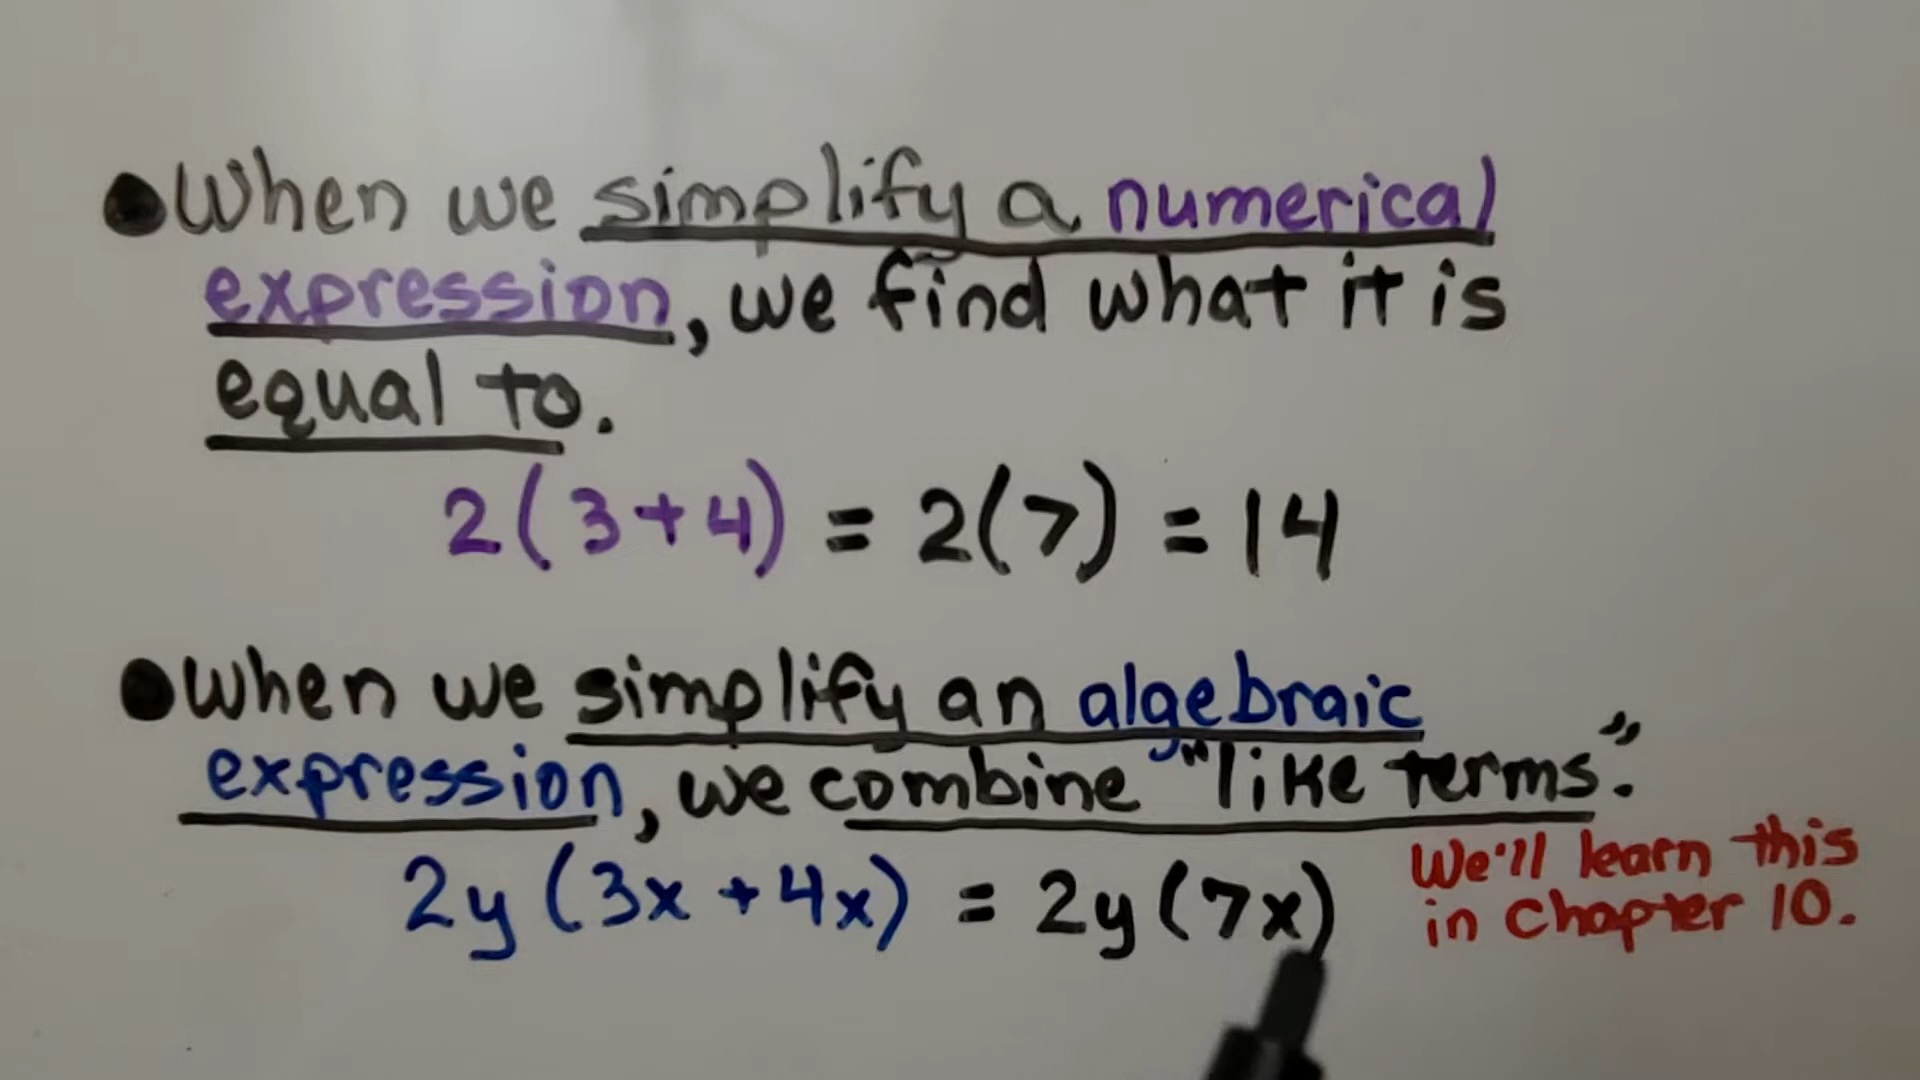 ●When we simplify a numerical
expression, we find what it is
equal to.
2(3+4) = 2(7) = 14
●When we simplify an algebraic
expression, we combine "like terms."
2y(3x+4x) = 2y(7x)
We'll learn this
in Chapter 10.